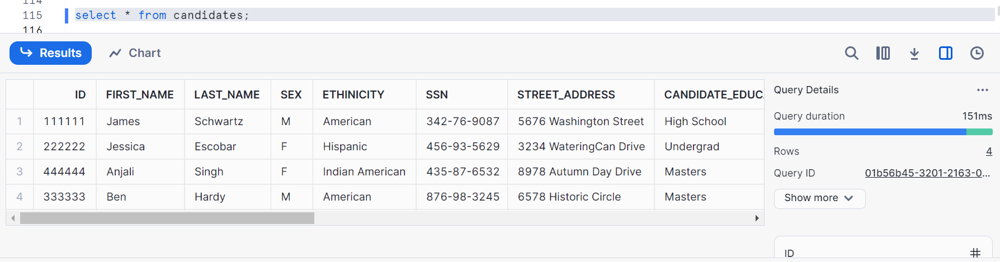 114
115 select * from candidates;
116
Results Chart
ID FIRST_NAME LAST_NAME SEX ETHINICITY SSN STREET_ADDRESS CANDIDATE_EDUC
1 111111 James Schwartz M American 342-76-9087 5676 Washington Street High School
2 222222 Jessica Escobar F Hispanic 456-93-5629 3234 WateringCan Drive Undergrad
3 444444 Anjali Singh F Indian American 435-87-6532 8978 Autumn Day Drive Masters
4 333333 Ben Hardy M American 876-98-3245 6578 Historic Circle Masters
Query Details ...
Query duration 151ms
Rows 4
Query ID 01b56b45-3201-2163-0...
Show more
ID #